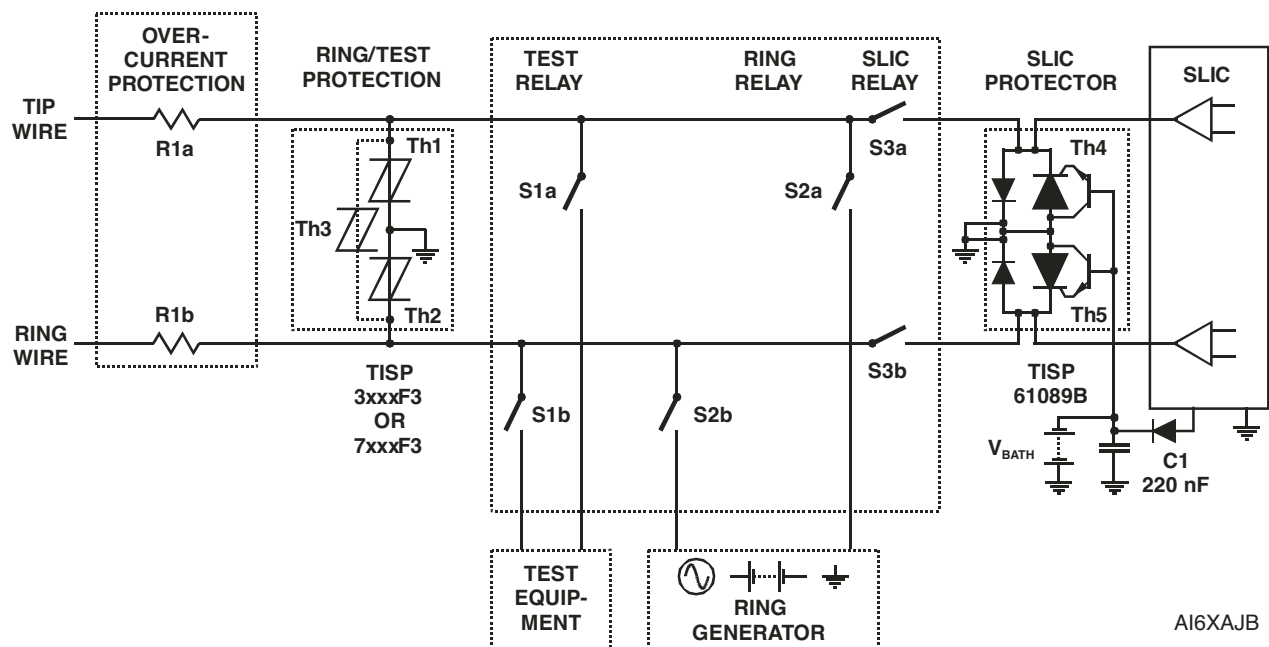 OVER-
CURRENT
PROTECTION
RING/TEST
PROTECTION
TEST
RELAY
RING
RELAY
SLIC
RELAY
SLIC
PROTECTOR
SLIC
TIP
WIRE
R1a
Th1
Th3
Th2
S1a
S2a
S3a
Th4
Th5
RING
WIRE
R1b
TISP
3xxxF3
OR
7xxxF3
S1b
S2b
S3b
TISP
61089B
VBATH
C1
220 nF
TEST
EQUIP-
MENT
RING
GENERATOR
AI6XAJB